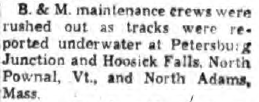 B. & M. maintenance crews were
rushed out as tracks were re-
ported underwater at Petersburg
Junction and Hoosick Falls, North
Pownal, Vt., and North Adams,
Mass.